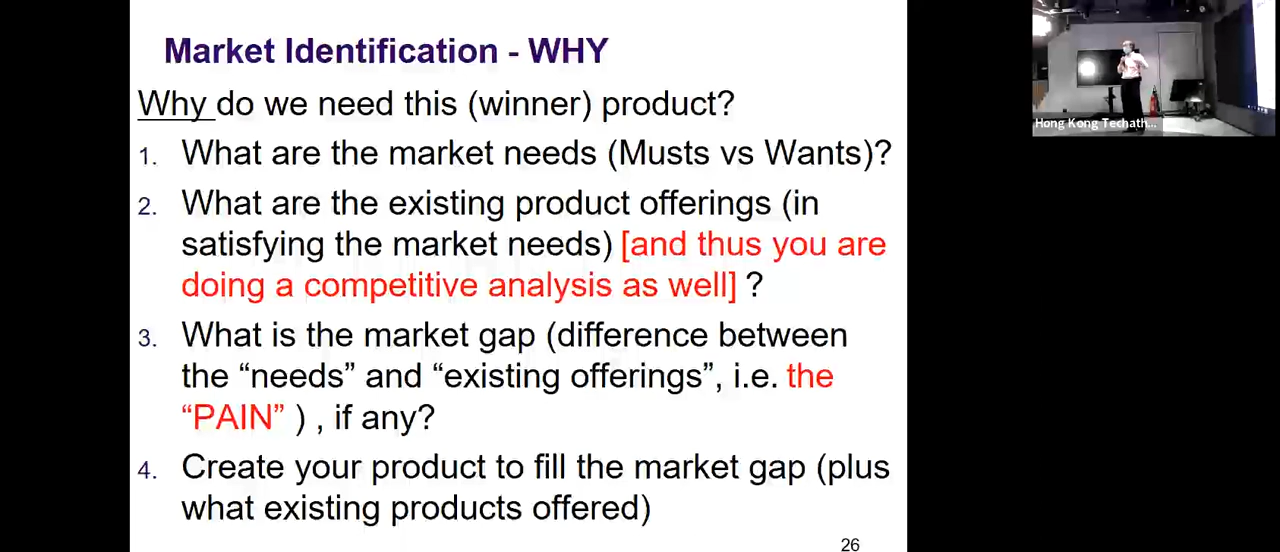 Market Identification - WHY
Why do we need this (winner) product?
1. What are the market needs (Musts vs Wants)?
2. What are the existing product offerings (in
satisfying the market needs) [and thus you are
doing a competitive analysis as well] ?
3. What is the market gap (difference between
the “needs” and “existing offerings”, i.e. the
“PAIN” ) , if any?
4. Create your product to fill the market gap (plus
what existing products offered)
26
Hong Kong Techath...